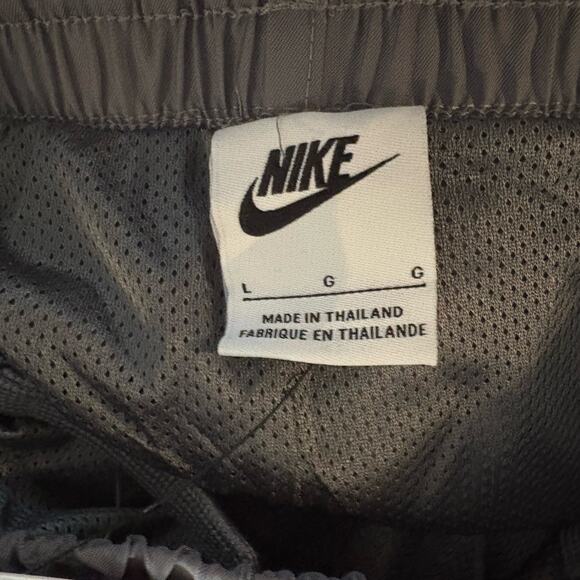 NIKE
L G G
MADE IN THAILAND
FABRIQUE EN THAILANDE